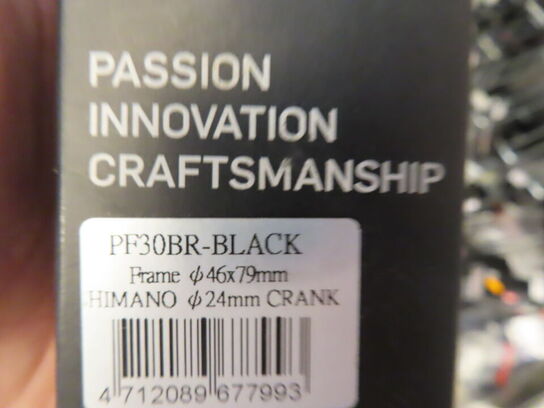 PASSION
INNOVATION
CRAFTSMANSHIP
PF30BR-BLACK
Frame ϕ46x79mm
HIMANO ϕ24mm CRANK
4 712089 677993